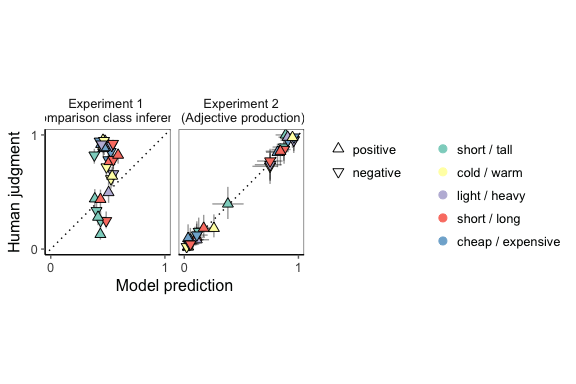 Experiment 1
omparison class inferen
Experiment 2
(Adjective production)
Human judgment
1
0
0
1
0
1
Model prediction
positive
negative
short / tall
cold / warm
light / heavy
short / long
cheap / expensive